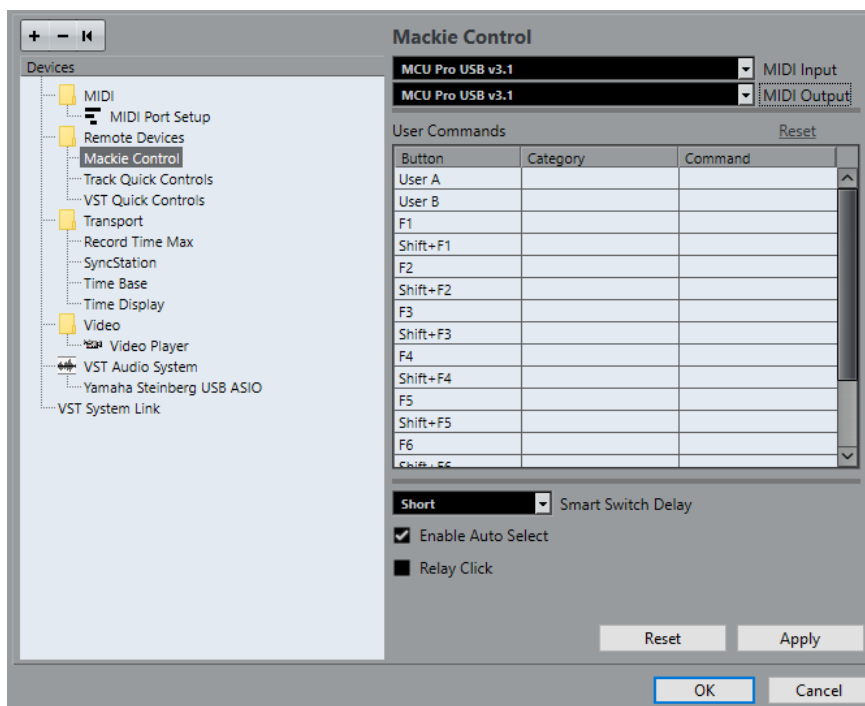 Devices
MIDI
MIDI Port Setup
Remote Devices
Mackie Control
Track Quick Controls
VST Quick Controls
Transport
Record Time Max
SyncStation
Time Base
Time Display
Video
Video Player
VST Audio System
Yamaha Steinberg USB ASIO
VST System Link
Mackie Control
MCU Pro USB v3.1 MIDI Input
MCU Pro USB v3.1 MIDI Output
User Commands Reset
Button Category Command
User A
User B
F1
Shift+F1
F2
Shift+F2
F3
Shift+F3
F4
Shift+F4
F5
Shift+F5
F6
Shift+F6
Short Smart Switch Delay
Enable Auto Select
Relay Click
Reset Apply
OK Cancel